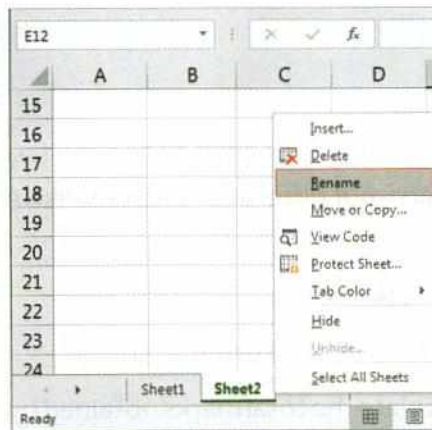 E12
fx
A B C D
15
16
17
18
19
20
21
22
23
24
Insert...
Delete
Rename
Move or Copy...
View Code
Protect Sheet...
Tab Color
Hide
Unhide...
Select All Sheets
Sheet1 Sheet2
Ready